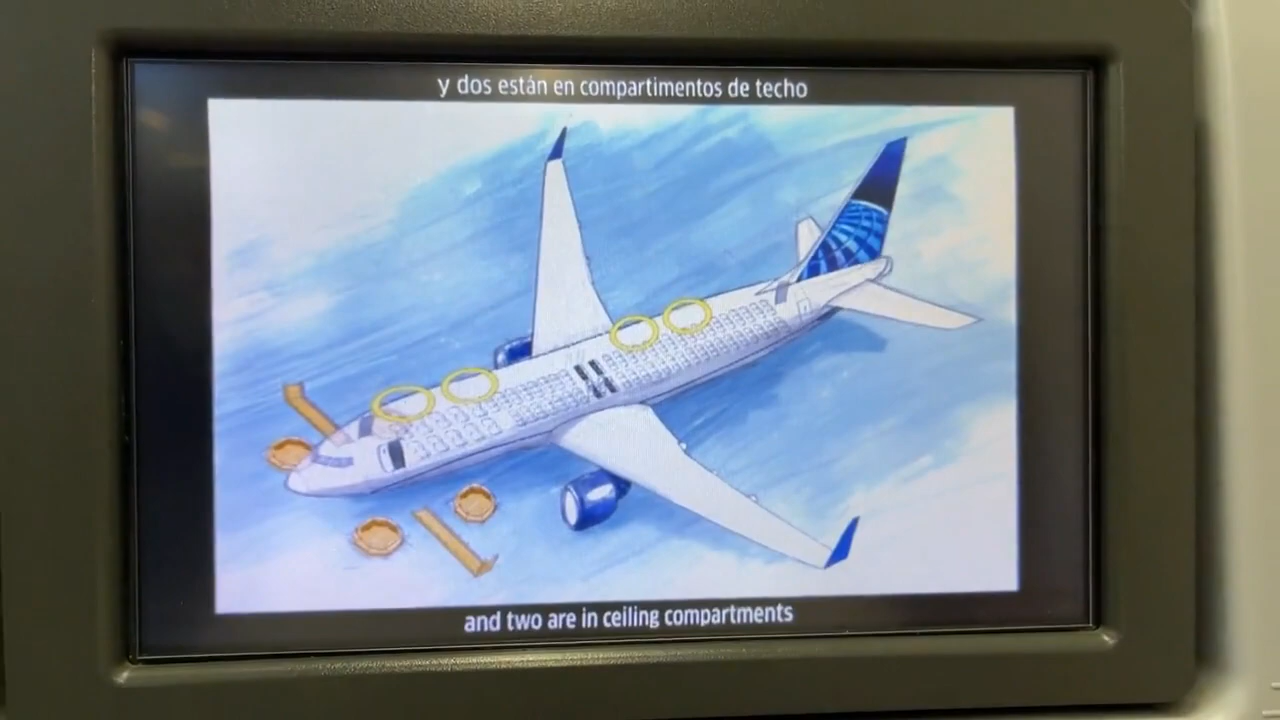 y dos están en compartimentos de techo
and two are in ceiling compartments